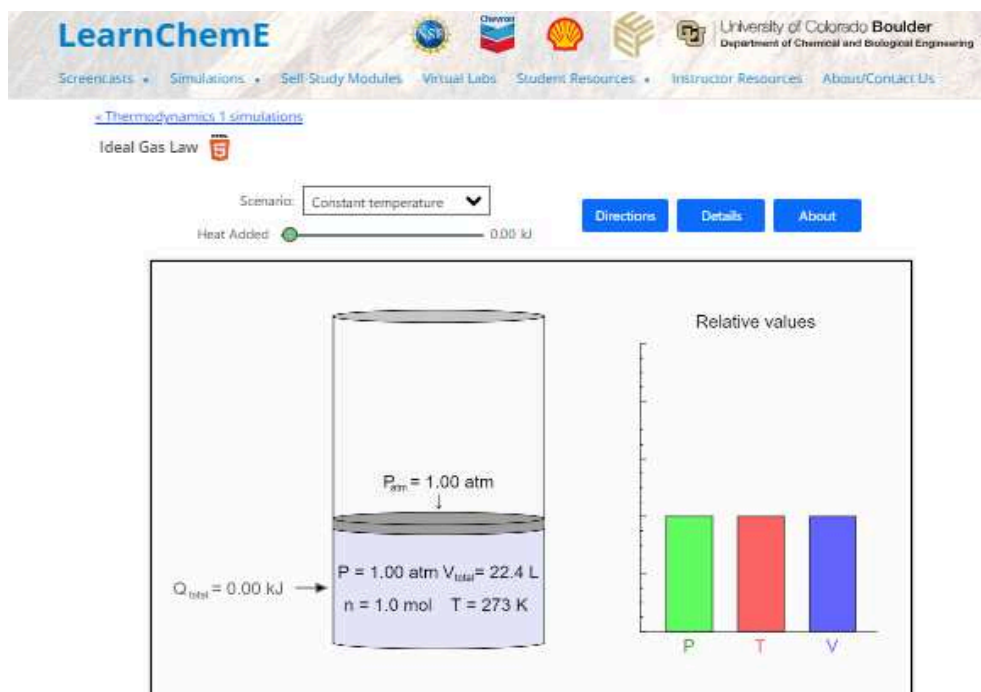 LearnChemE
NSF
Chevron
University of Colorado Boulder
Department of Chemical and Biological Engineering
Screencasts Simulations Self-Study Modules Virtual Labs Student Resources Instructor Resources About/Contact Us
« Thermodynamics 1 simulations
Ideal Gas Law
Scenario: Constant temperature
Directions Details About
Heat Added 0.00 kJ
Relative values
Patm = 1.00 atm
↓
P = 1.00 atm Vtotal = 22.4 L
Qtotal = 0.00 kJ
n = 1.0 mol T = 273 K
P T V